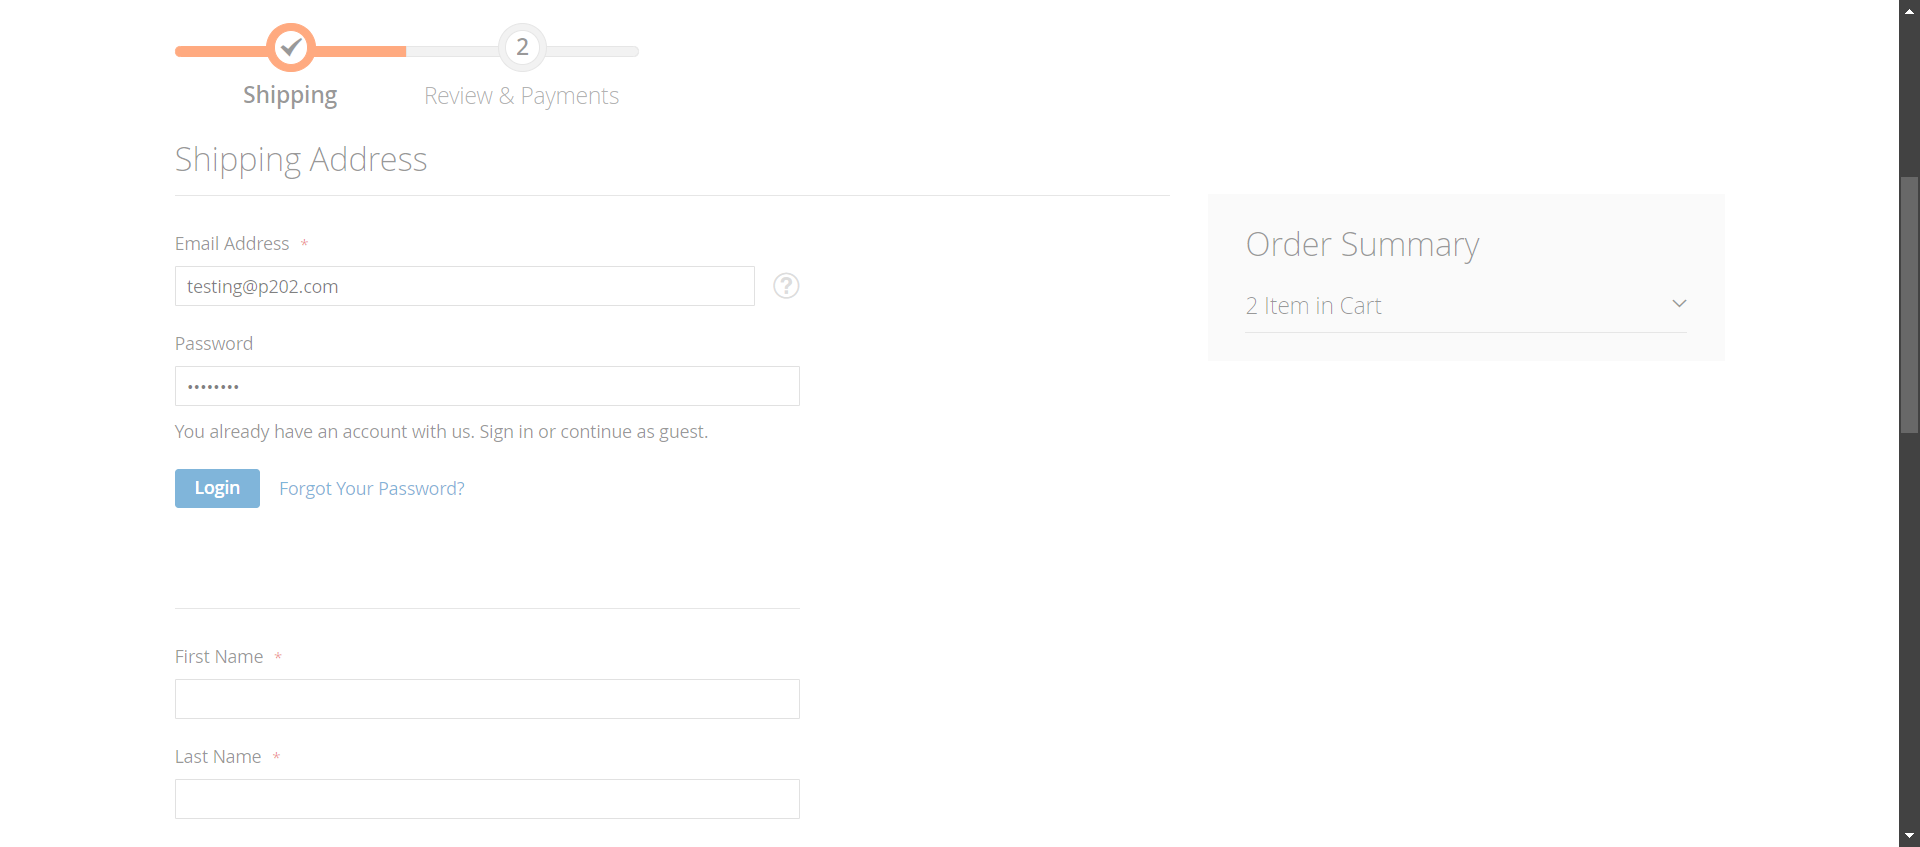 2
Shipping
Review & Payments
Shipping Address
Email Address *
testing@p202.com
?
Password
••••••••
You already have an account with us. Sign in or continue as guest.
Login
Forgot Your Password?
First Name *
Last Name *
Order Summary
2 Item in Cart